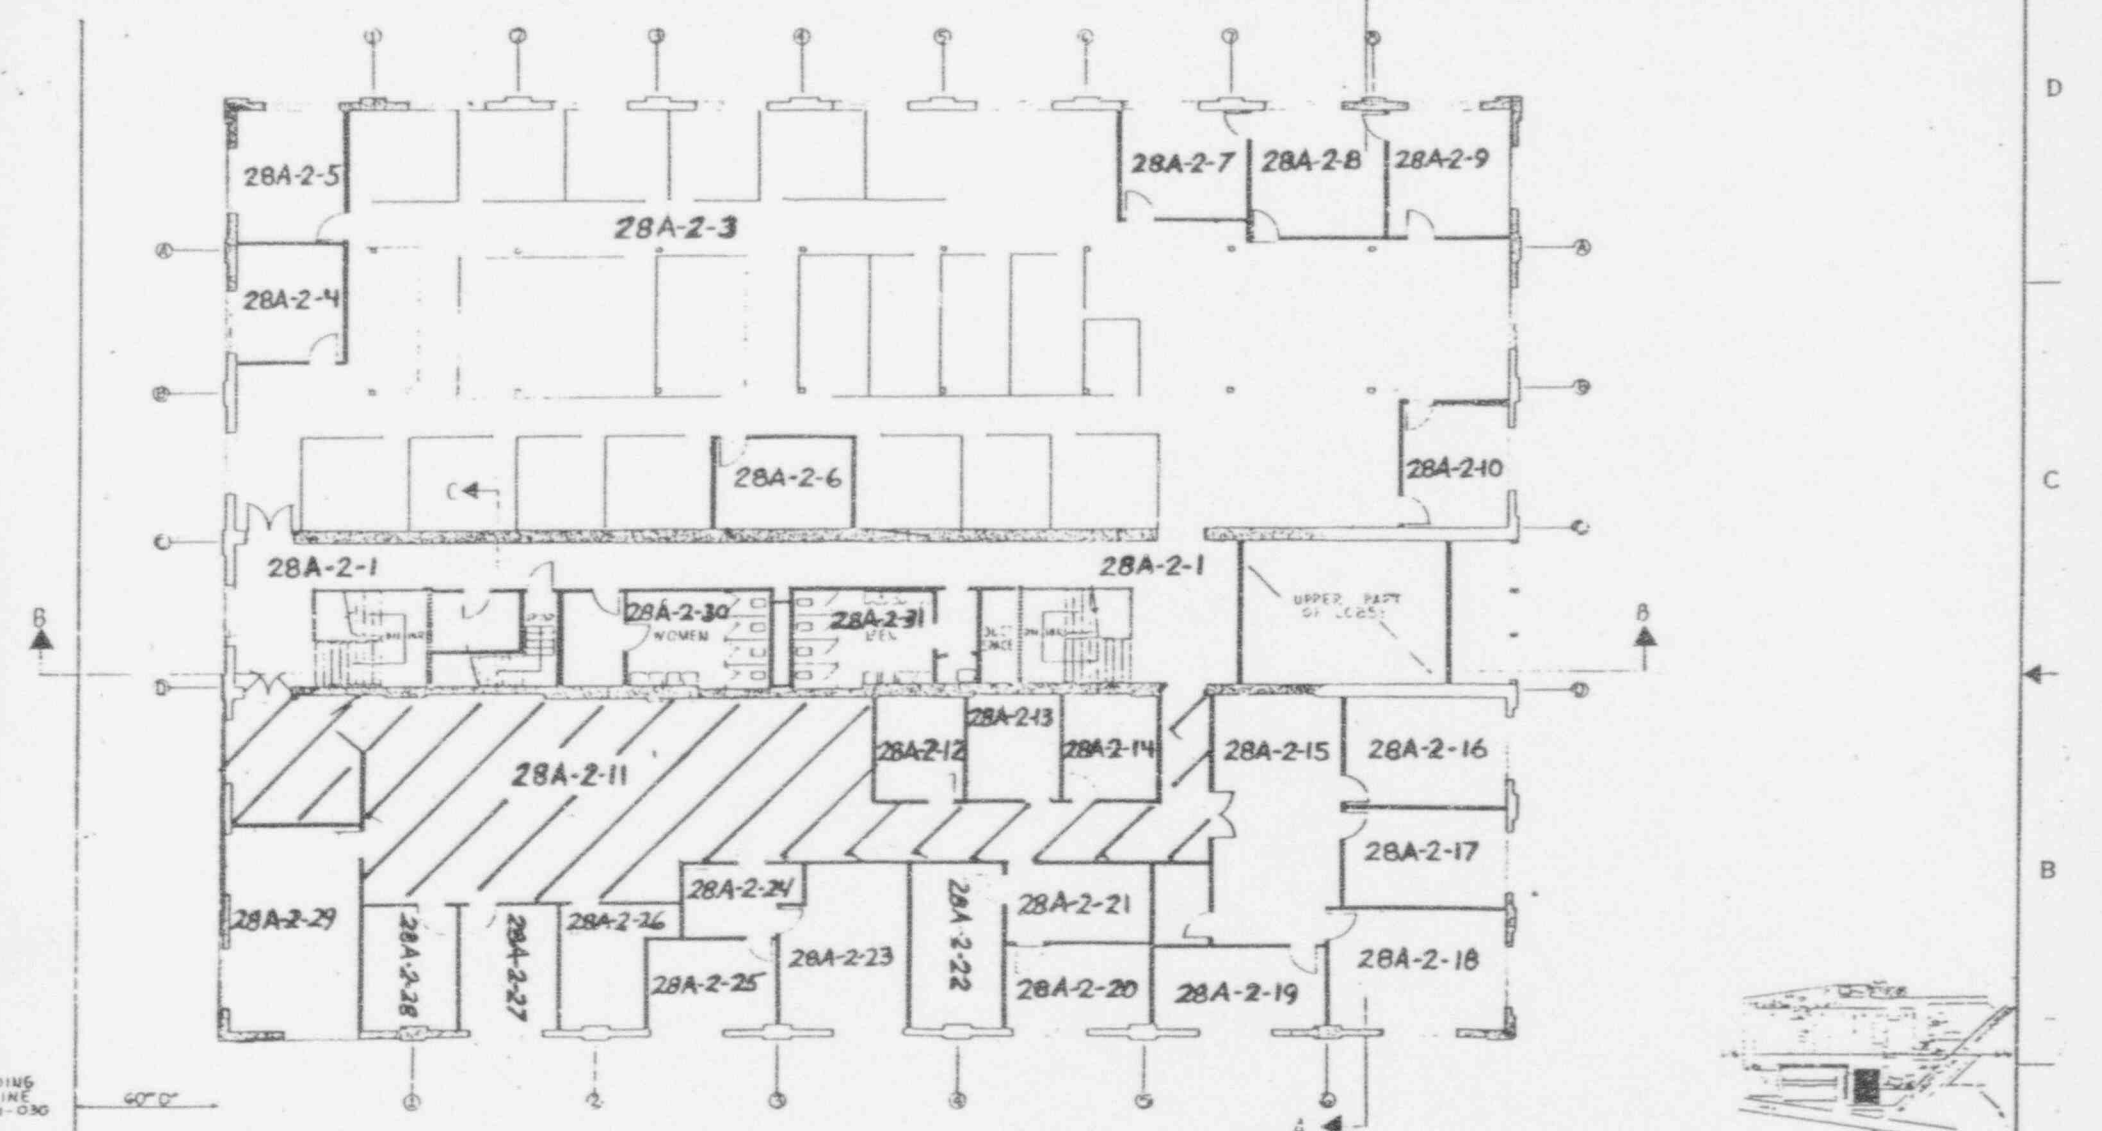 1 2 3 4 5 6 7 8
D
28A-2-5
28A-2-7 28A-2-8 28A-2-9
28A-2-3
A A
28A-2-4
B B
28A-2-6
28A-2-10
C
C
C C
28A-2-1 28A-2-1
UPPER PART
OF LOBBY
28A-2-30
WOMEN
28A-2-31
MEN
B B
D D
28A-2-13
28A-2-12 28A-2-14
28A-2-15 28A-2-16
28A-2-11
28A-2-17
B
28A-2-24
28A-2-21
28A-2-29
28A-2-26
28A-2-28
28A-2-27
28A-2-22
28A-2-23
28A-2-18
28A-2-25
28A-2-20
28A-2-19
60'-0"
1 2 3 4 5 6
A